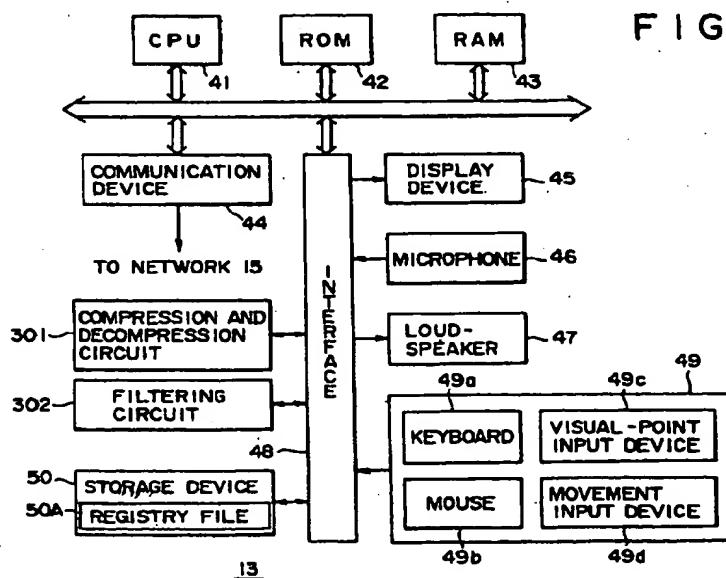 FIG
CPU
ROM
RAM
41
42
43
COMMUNICATION
DEVICE
44
TO NETWORK 15
DISPLAY
DEVICE
45
MICROPHONE
46
LOUD-
SPEAKER
47
INTERFACE
48
301
COMPRESSION AND
DECOMPRESSION
CIRCUIT
302
FILTERING
CIRCUIT
50
STORAGE DEVICE
50A
REGISTRY FILE
49
49a
KEYBOARD
49c
VISUAL-POINT
INPUT DEVICE
MOUSE
49b
MOVEMENT
INPUT DEVICE
49d
13